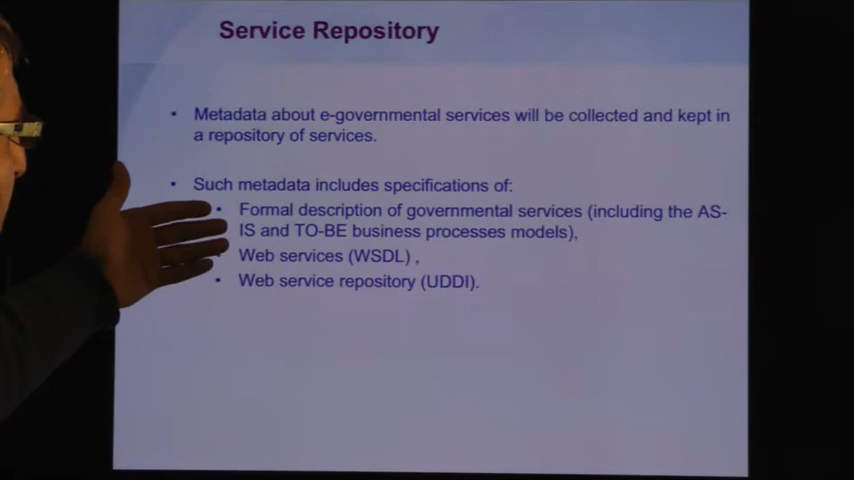 Service Repository
• Metadata about e-governmental services will be collected and kept in
a repository of services.
• Such metadata includes specifications of:
• Formal description of governmental services (including the AS-
IS and TO-BE business processes models),
• Web services (WSDL) ,
• Web service repository (UDDI).